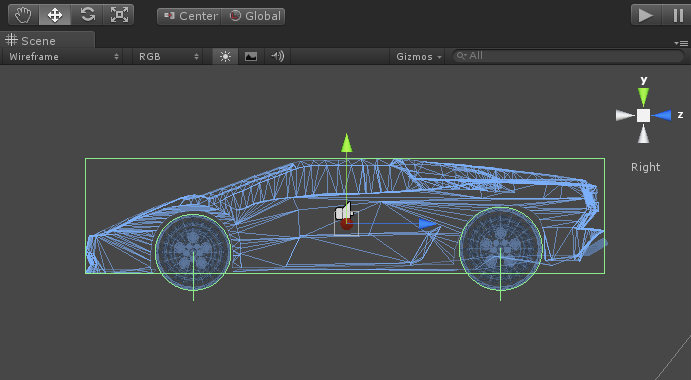 Center Global
Scene
Wireframe RGB Gizmos All
y
z
Right